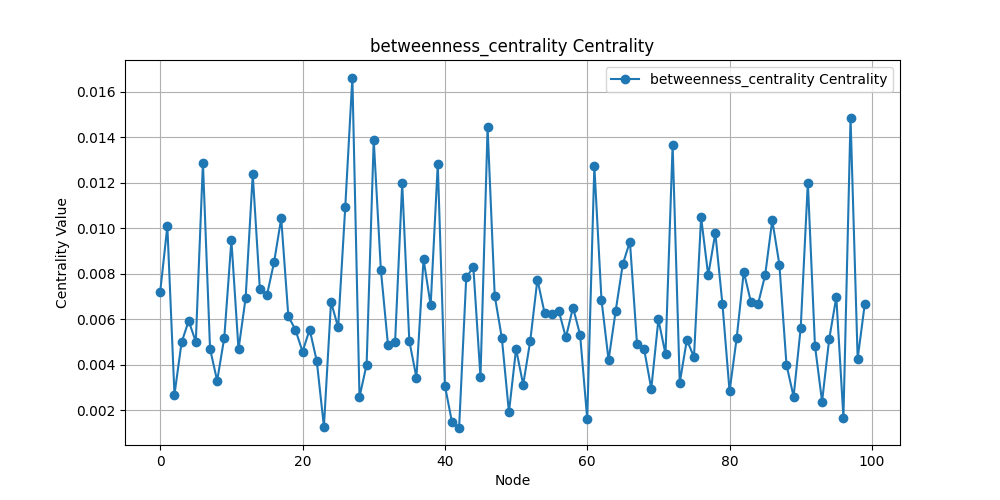 betweenness_centrality Centrality
betweenness_centrality Centrality
0.016
0.014
0.012
0.010
0.008
0.006
0.004
0.002
Centrality Value
0 20 40 60 80 100
Node